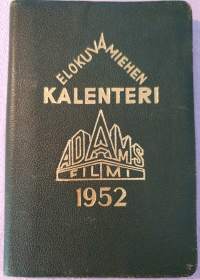 ELOKUVAMIEHEN
KALENTERI
ADAMS
FILMI
1952